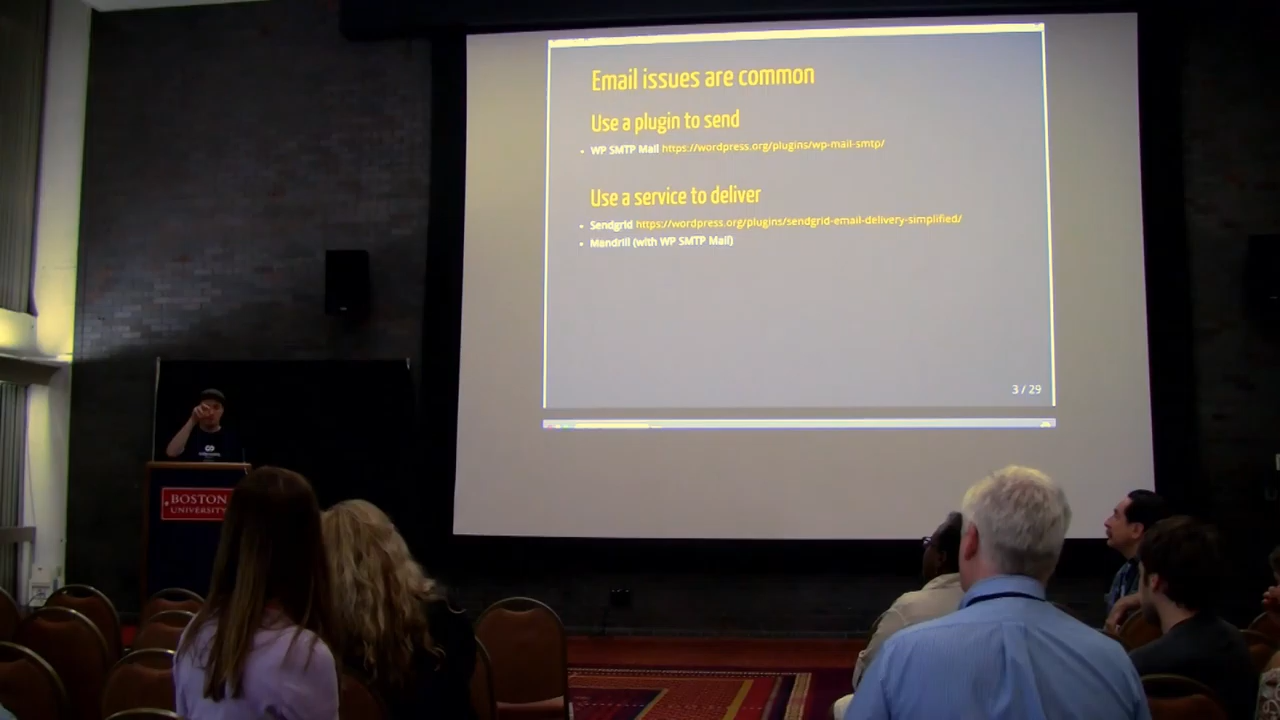 Email issues are common
Use a plugin to send
• WP SMTP Mail https://wordpress.org/plugins/wp-mail-smtp/
Use a service to deliver
• Sendgrid https://wordpress.org/plugins/sendgrid-email-delivery-simplified/
• Mandrill (with WP SMTP Mail)
3 / 29
BOSTON
UNIVERSITY